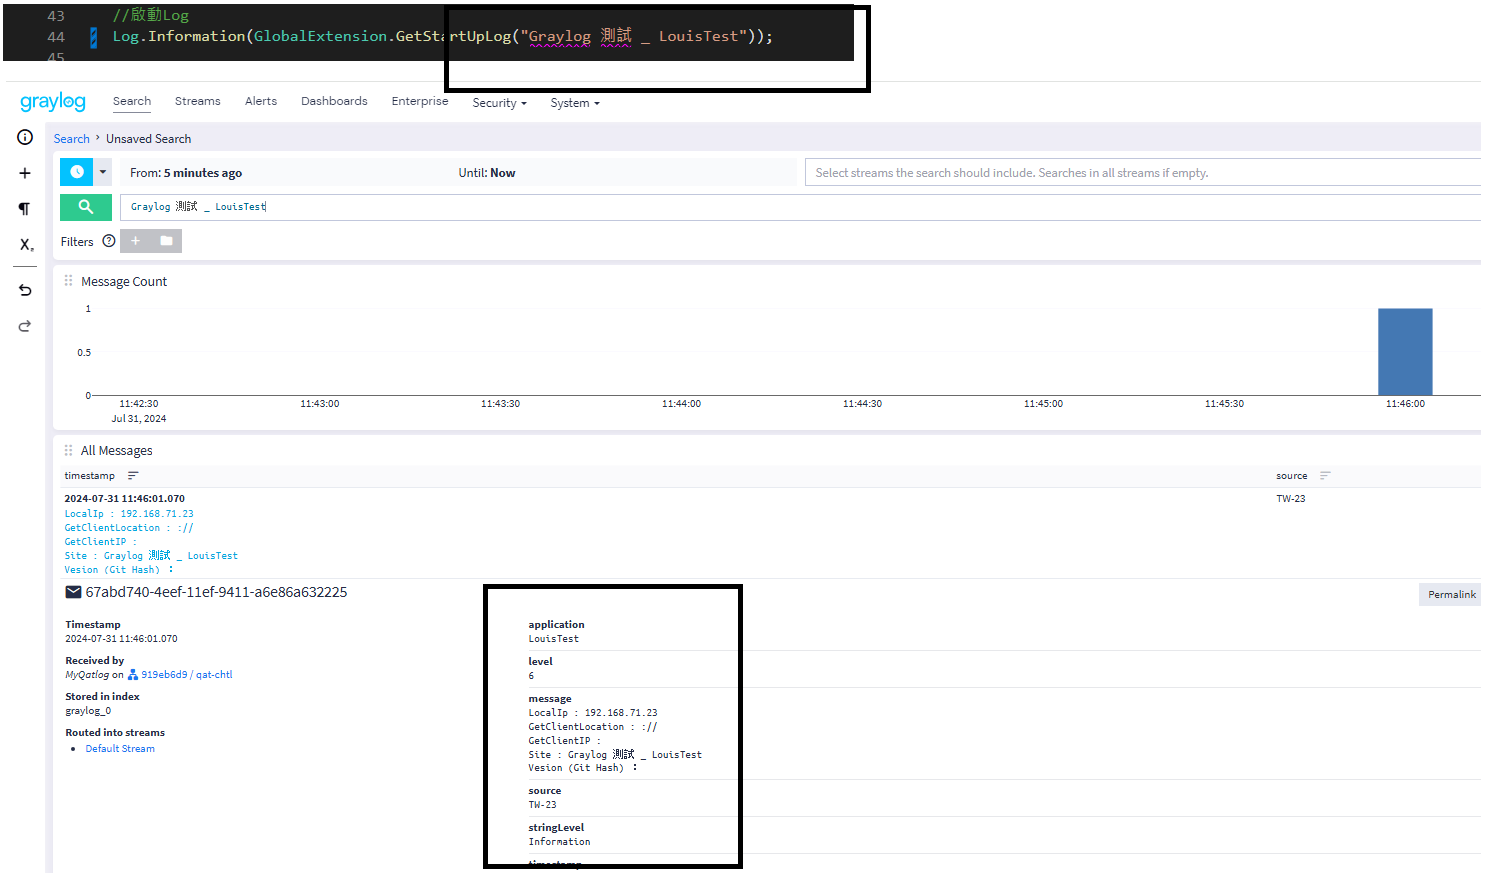 43 //啟動Log
44 Log.Information(GlobalExtension.GetStartUpLog("Graylog 測試 _ LouisTest"));
45
graylog Search Streams Alerts Dashboards Enterprise Security System
Search › Unsaved Search
From: 5 minutes ago Until: Now Select streams the search should include. Searches in all streams if empty.
Graylog 測試 _ LouisTest
Filters
Message Count
1
0.5
0
11:42:30 11:43:00 11:43:30 11:44:00 11:44:30 11:45:00 11:45:30 11:46:00
Jul 31, 2024
All Messages
timestamp source
2024-07-31 11:46:01.070 TW-23
LocalIp : 192.168.71.23
GetClientLocation : ://
GetClientIP :
Site : Graylog 測試 _ LouisTest
Vesion (Git Hash) :
67abd740-4eef-11ef-9411-a6e86a632225 Permalink
Timestamp
2024-07-31 11:46:01.070
Received by
MyQatlog on 919eb6d9 / qat-chtl
Stored in index
graylog_0
Routed into streams
Default Stream
application
LouisTest
level
6
message
LocalIp : 192.168.71.23
GetClientLocation : ://
GetClientIP :
Site : Graylog 測試 _ LouisTest
Vesion (Git Hash) :
source
TW-23
stringLevel
Information
timestamp